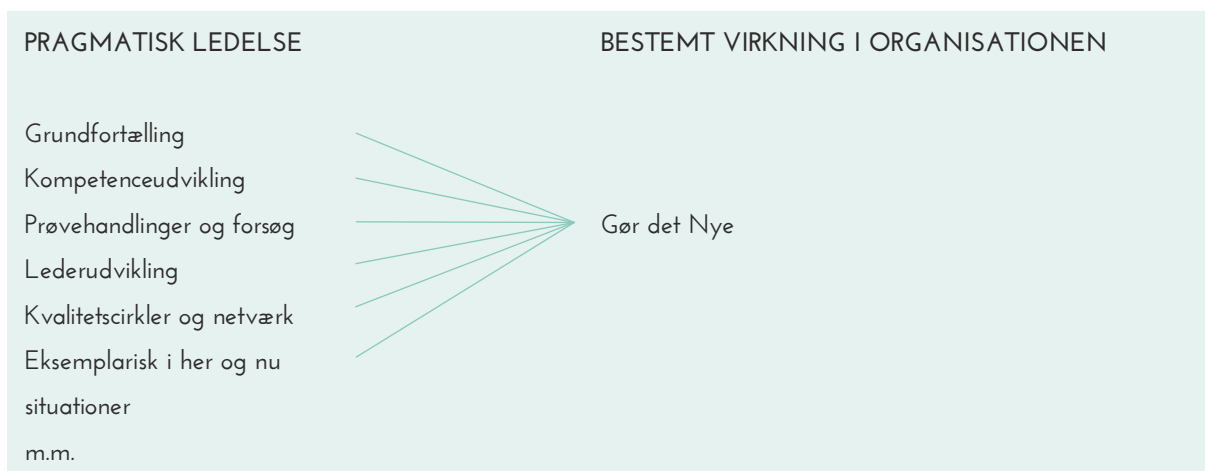 PRAGMATISK LEDELSE
BESTEMT VIRKNING I ORGANISATIONEN
Grundfortælling
Kompetenceudvikling
Prøvehandlinger og forsøg
Gør det Nye
Lederudvikling
Kvalitetscirkler og netværk
Eksemplarisk i her og nu
situationer
m.m.